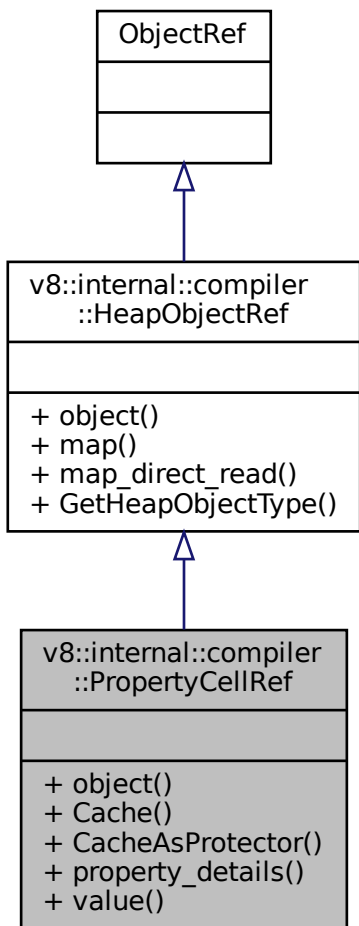 ObjectRef
v8::internal::compiler
::HeapObjectRef
+ object()
+ map()
+ map_direct_read()
+ GetHeapObjectType()
v8::internal::compiler
::PropertyCellRef
+ object()
+ Cache()
+ CacheAsProtector()
+ property_details()
+ value()